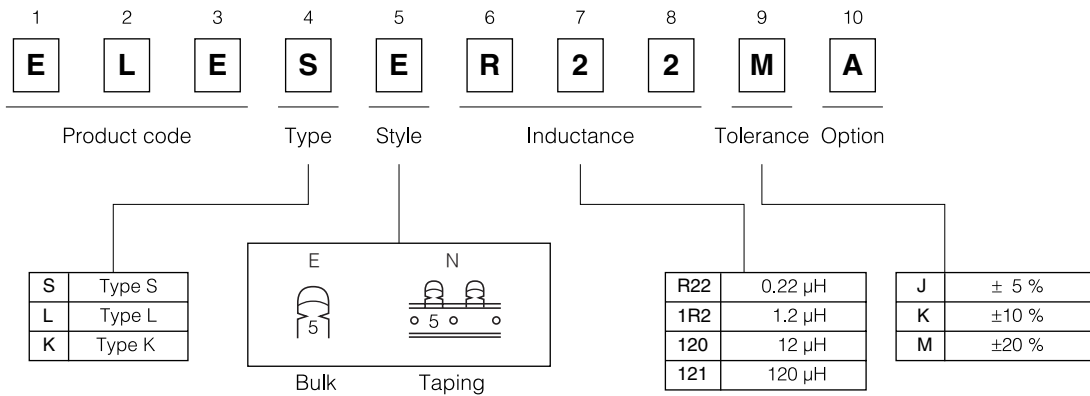 1 2 3 4 5 6 7 8 9 10
E L E S E R 2 2 M A
Product code Type Style Inductance Tolerance Option
S Type S
L Type L
K Type K
E N
5 5
Bulk Taping
R22 0.22 µH
1R2 1.2 µH
120 12 µH
121 120 µH
J ± 5 %
K ±10 %
M ±20 %